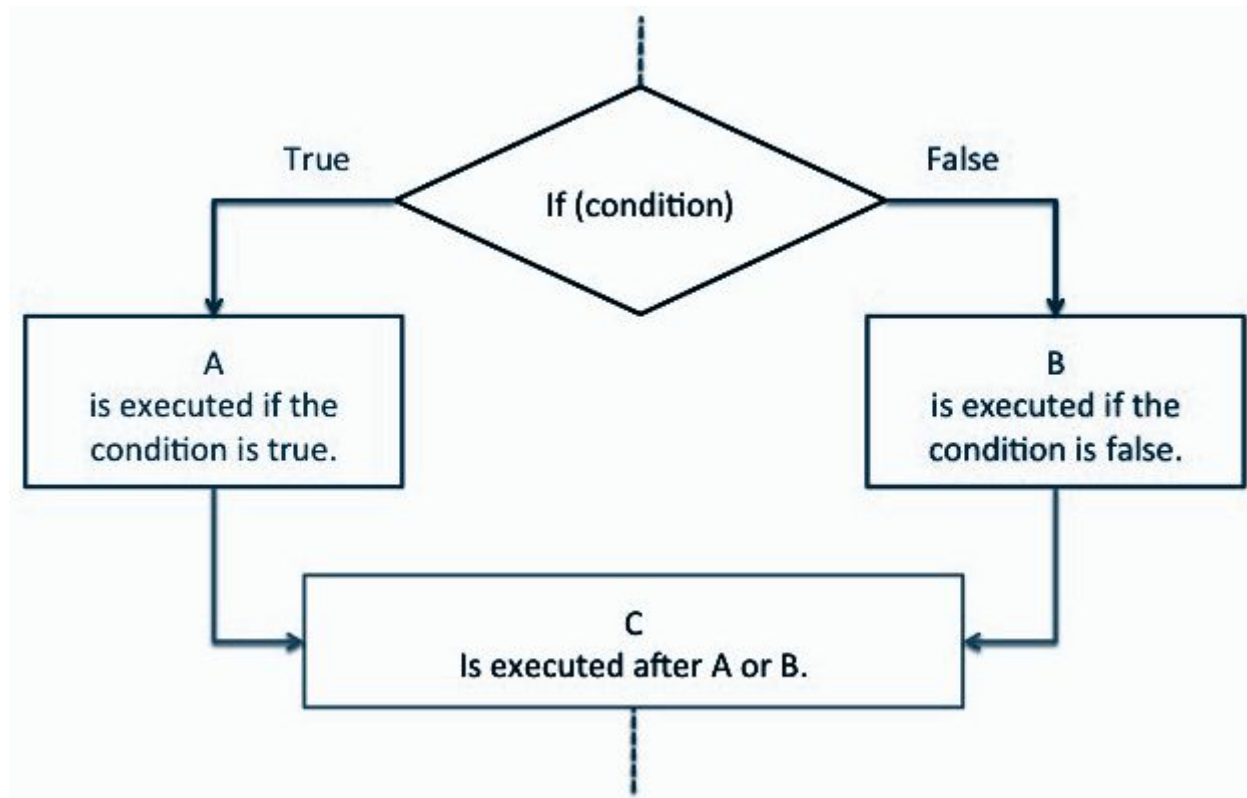 True
False
If (condition)
A
is executed if the
condition is true.
B
is executed if the
condition is false.
C
Is executed after A or B.